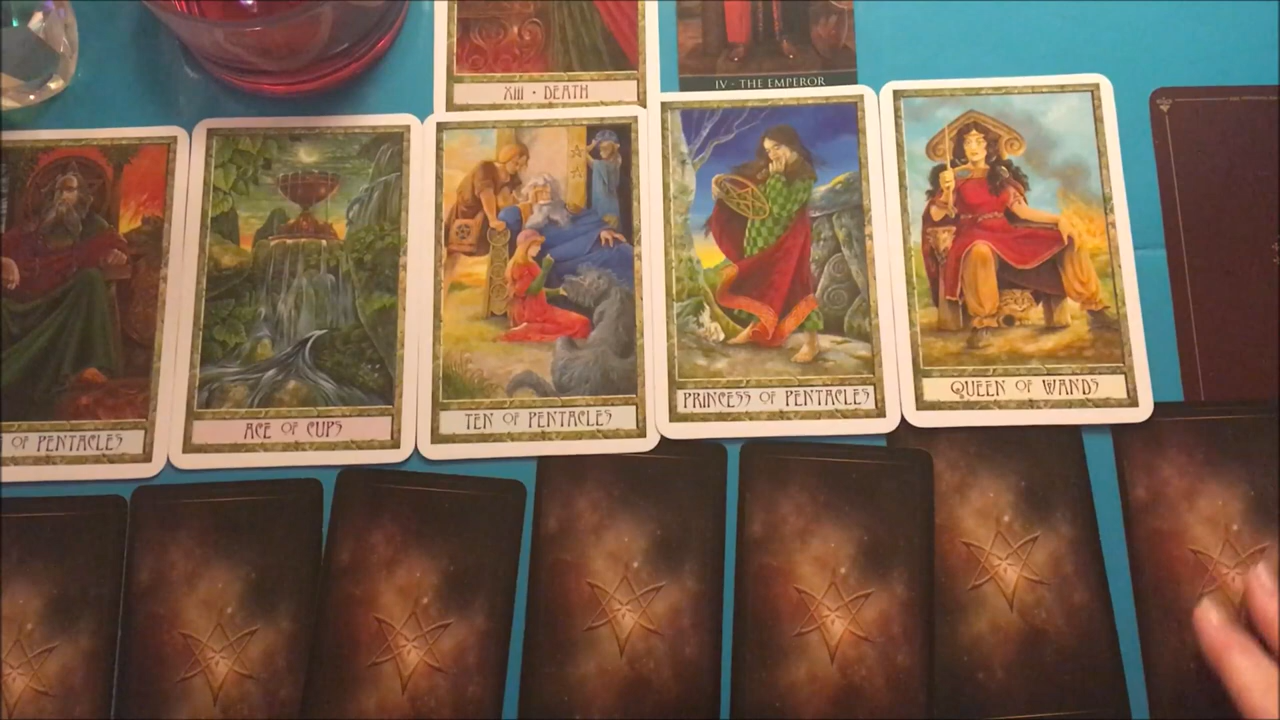 XIII • DEATH
IV - THE EMPEROR
OF PENTACLES
ACE OF CUPS
TEN OF PENTACLES
PRINCESS OF PENTACLES
QUEEN OF WANDS